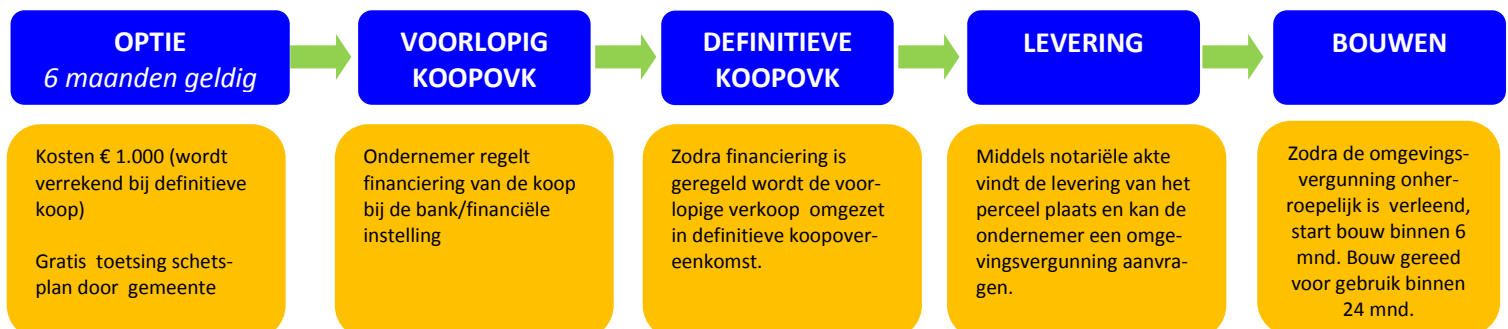 OPTIE
6 maanden geldig
VOORLOPIG
KOOPOVK
DEFINITIEVE
KOOPOVK
LEVERING
BOUWEN
Kosten € 1.000 (wordt
verrekend bij definitieve
koop)
Gratis toetsing schets-
plan door gemeente
Ondernemer regelt
financiering van de koop
bij de bank/financiële
instelling
Zodra financiering is
geregeld wordt de voor-
lopige verkoop omgezet
in definitieve koopover-
eenkomst.
Middels notariële akte
vindt de levering van het
perceel plaats en kan de
ondernemer een omge-
vingsvergunning aanvra-
gen.
Zodra de omgevings-
vergunning onher-
roepelijk is verleend,
start bouw binnen 6
mnd. Bouw gereed
voor gebruik binnen
24 mnd.